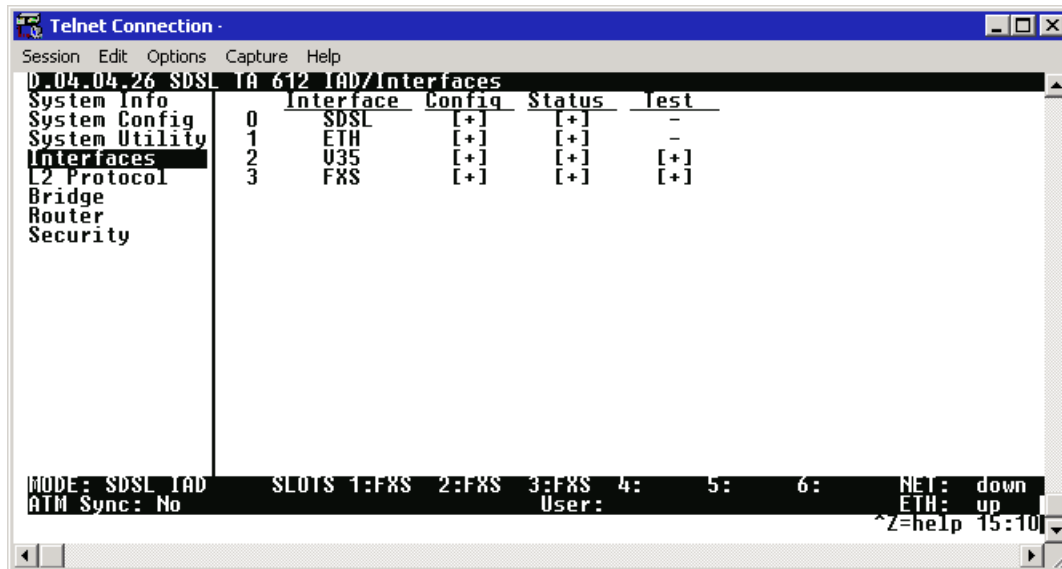 Telnet Connection -
Session Edit Options Capture Help
D.04.04.26 SDSL TA 612 IAD/Interfaces
System Info Interface Config Status Test
System Config 0 SDSL [+] [+] -
System Utility 1 ETH [+] [+] -
Interfaces 2 V35 [+] [+] [+]
L2 Protocol 3 FXS [+] [+] [+]
Bridge
Router
Security
MODE: SDSL IAD SLOTS 1:FXS 2:FXS 3:FXS 4: 5: 6: NET: down
ATM Sync: No User: ETH: up
^Z=help 15:10